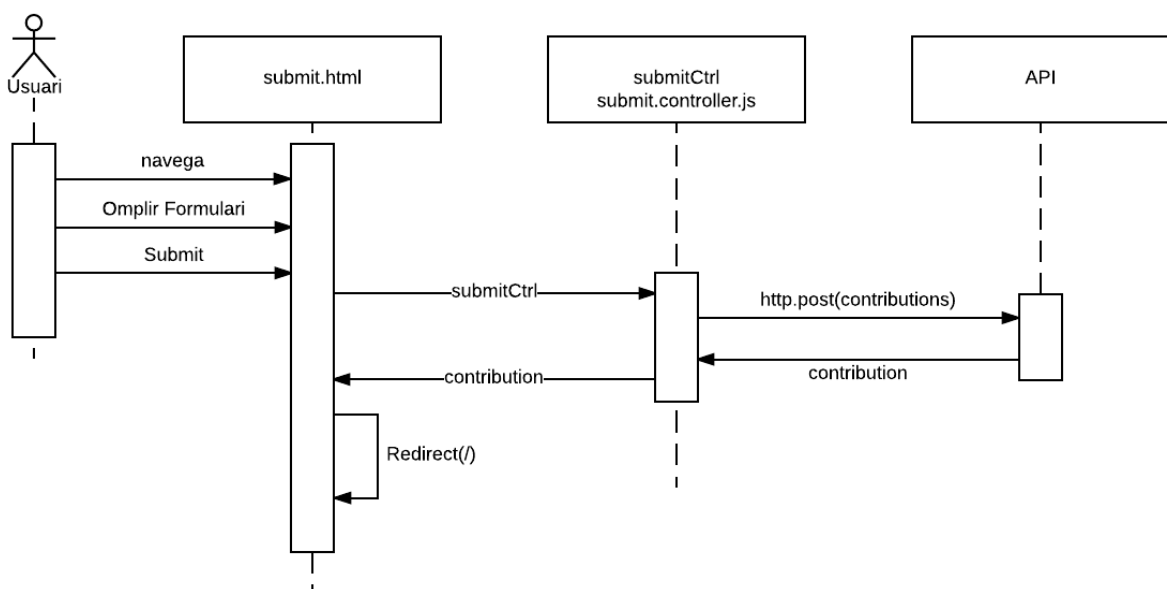 Usuari
submit.html
submitCtrl
submit.controller.js
API
navega
Omplir Formulari
Submit
submitCtrl
http.post(contributions)
contribution
contribution
Redirect(/)